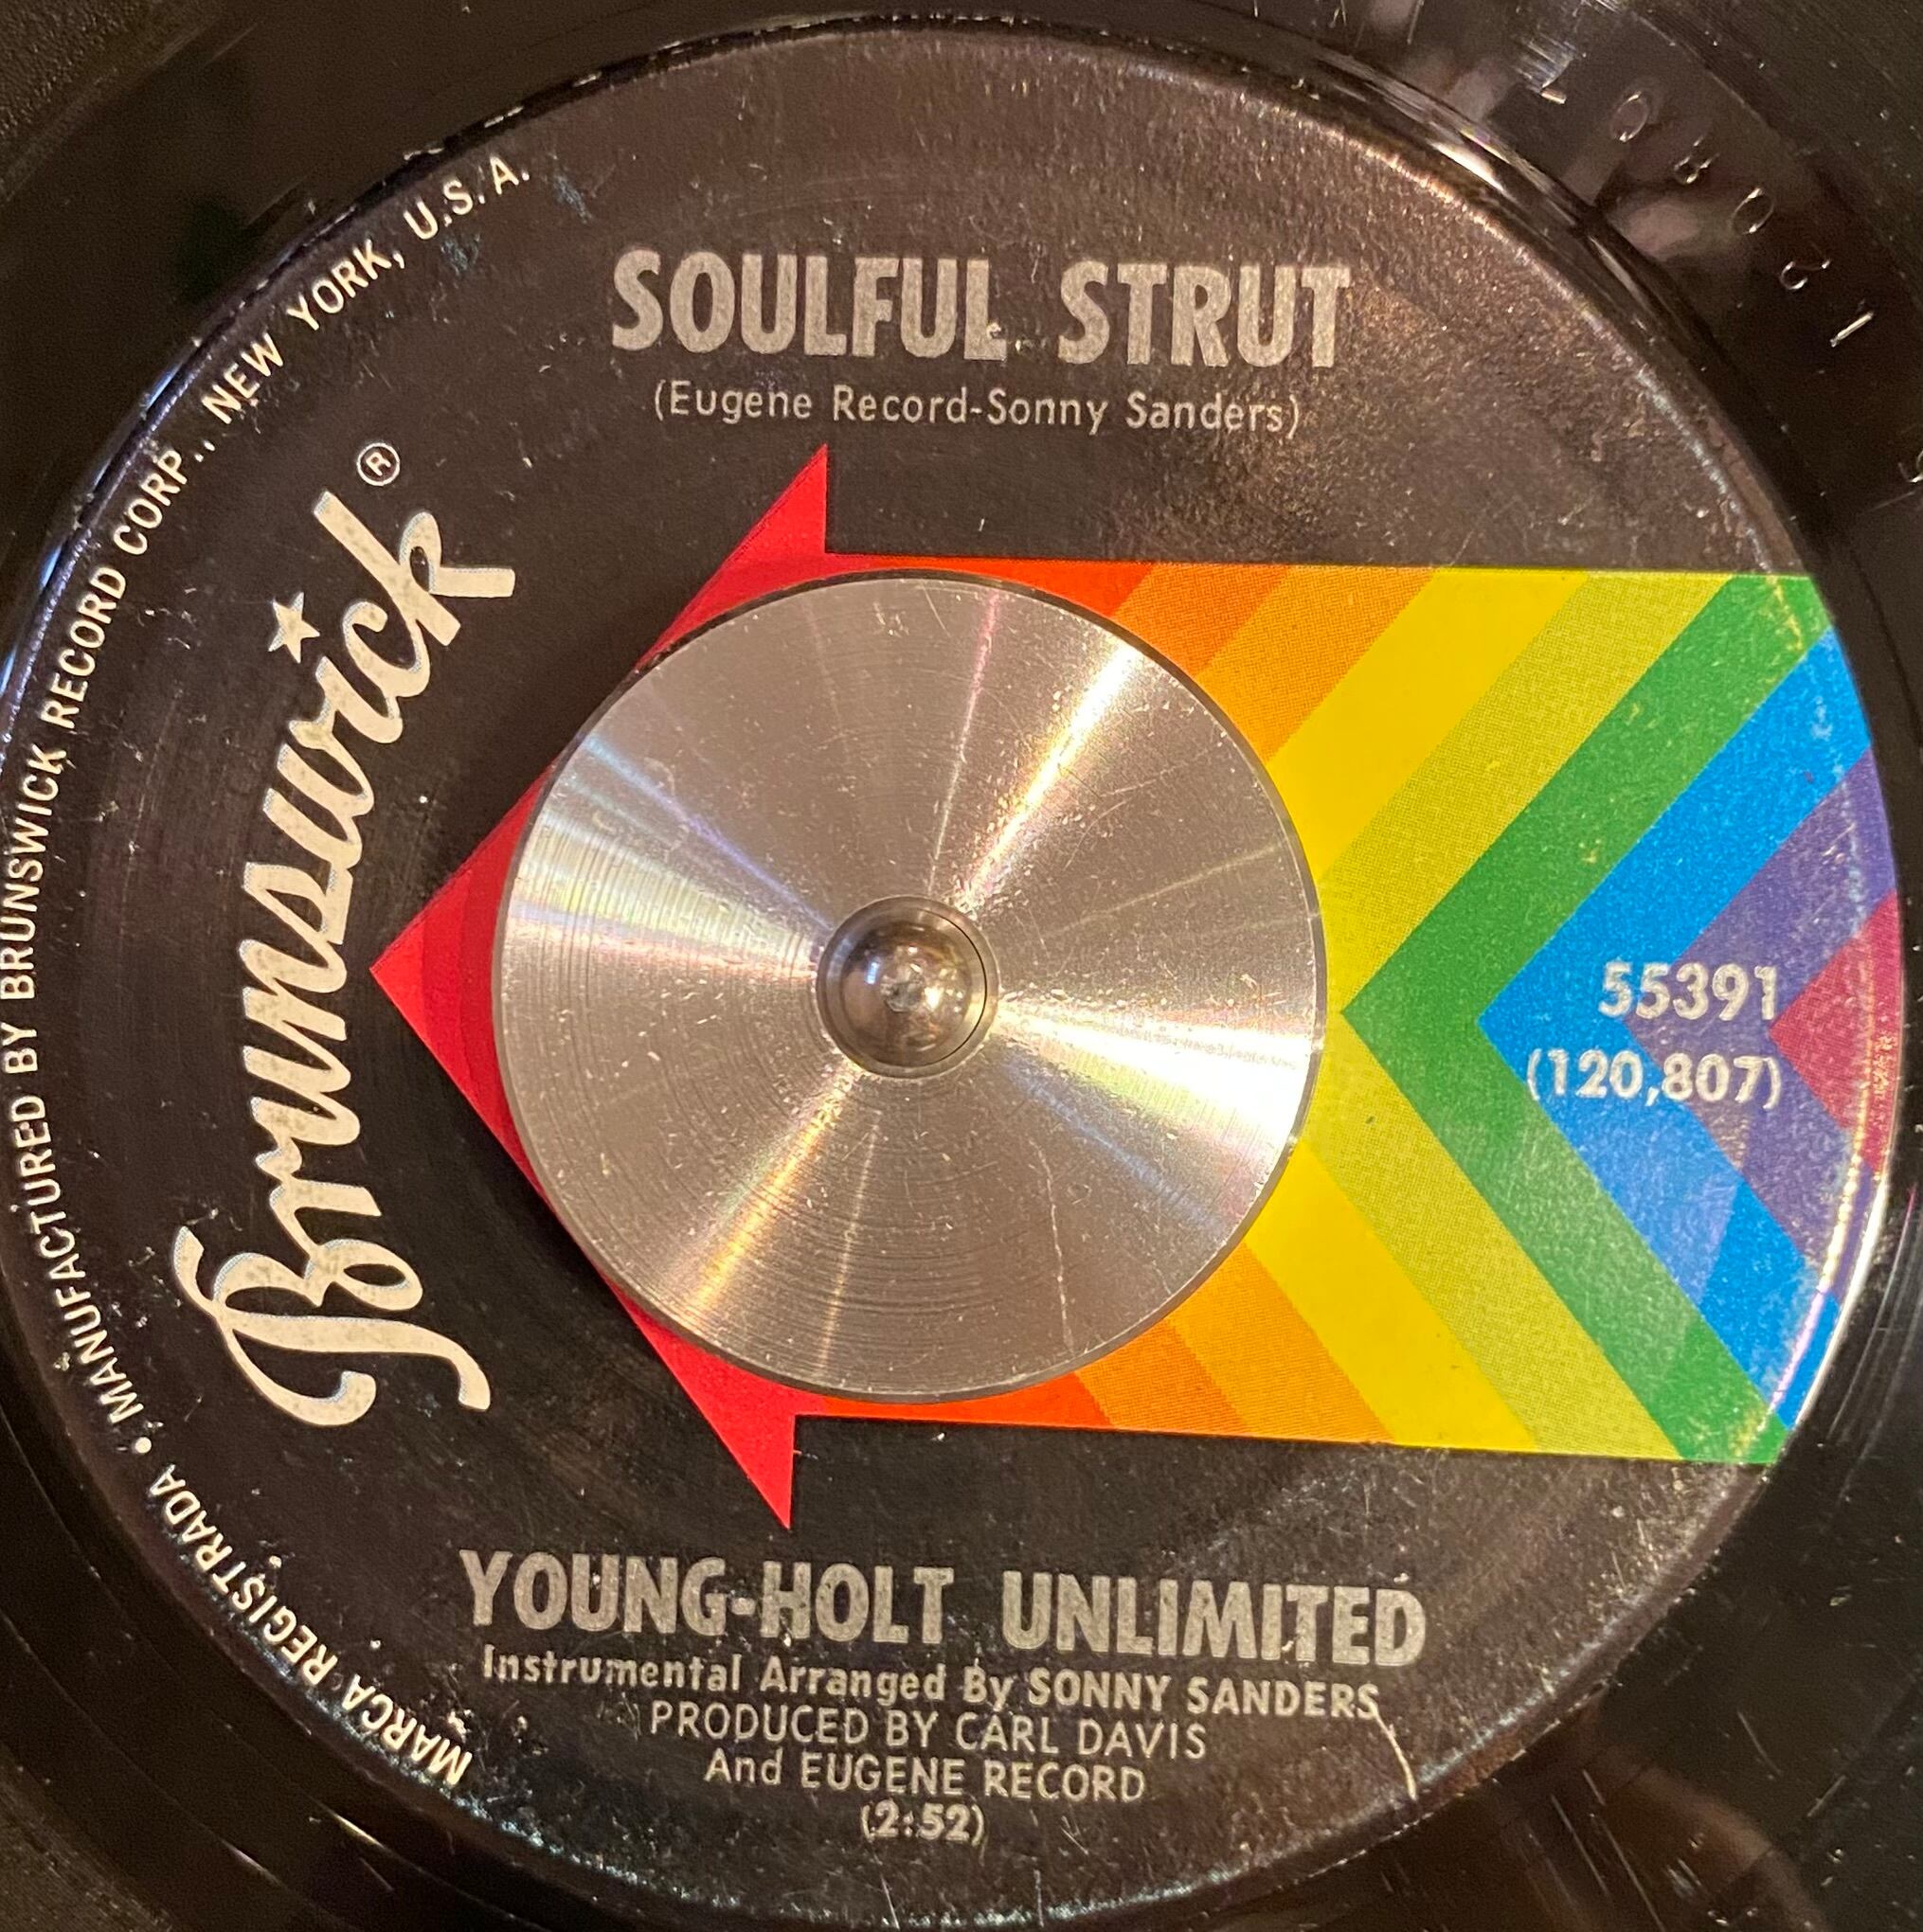 SOULFUL STRUT
(Eugene Record-Sonny Sanders)
Brunswick ®
55391
(120,807)
YOUNG-HOLT UNLIMITED
Instrumental Arranged By SONNY SANDERS
PRODUCED BY CARL DAVIS
And EUGENE RECORD
(2:52)
MARCA REGISTRADA • MANUFACTURED BY BRUNSWICK RECORD CORP., NEW YORK, U.S.A.
120807